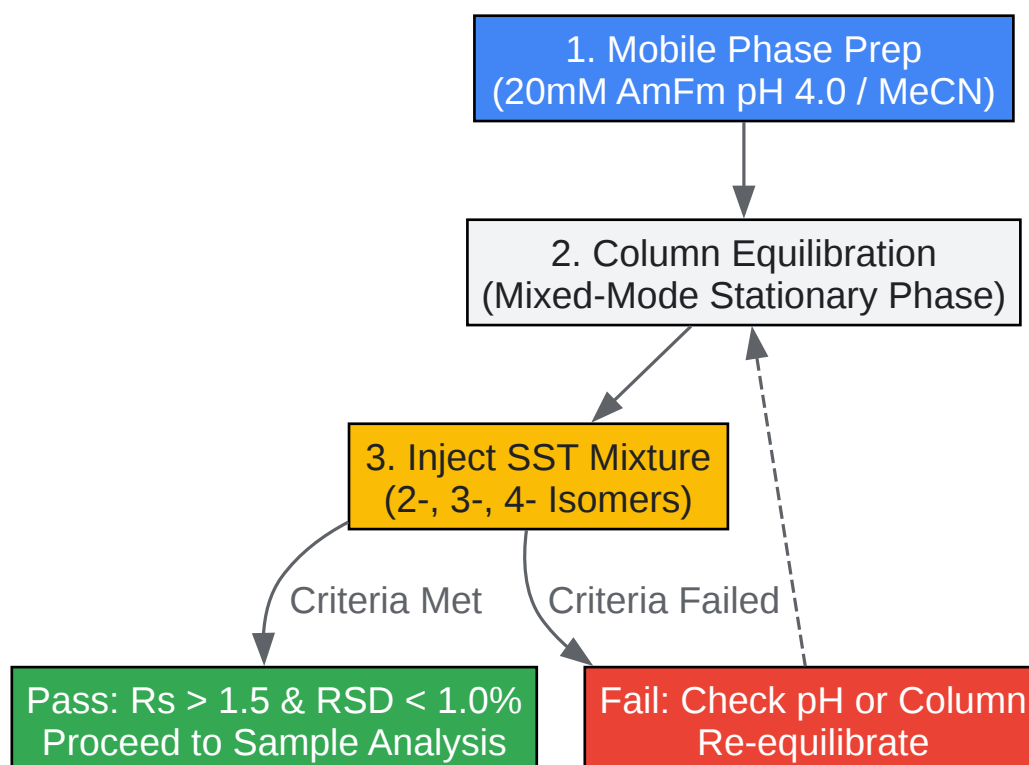 1. Mobile Phase Prep
(20mM AmFm pH 4.0 / MeCN)
2. Column Equilibration
(Mixed-Mode Stationary Phase)
3. Inject SST Mixture
(2-, 3-, 4- Isomers)
Criteria Met
Criteria Failed
Pass: Rs > 1.5 & RSD < 1.0%
Proceed to Sample Analysis
Fail: Check pH or Column
Re-equilibrate